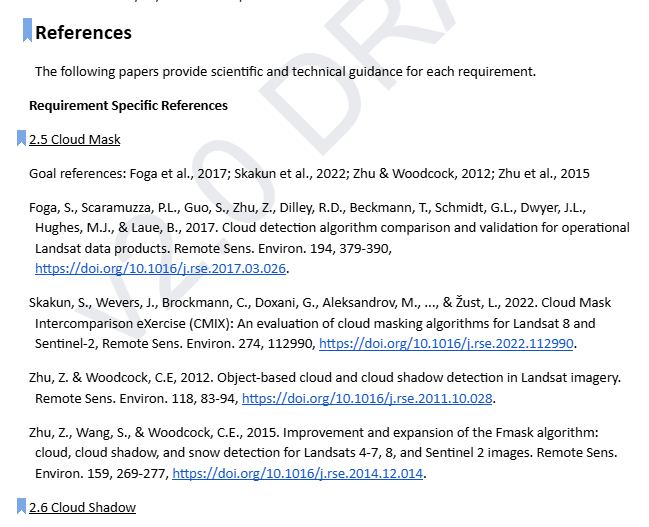 References
The following papers provide scientific and technical guidance for each requirement.
Requirement Specific References
2.5 Cloud Mask
Goal references: Foga et al., 2017; Skakun et al., 2022; Zhu & Woodcock, 2012; Zhu et al., 2015
Foga, S., Scaramuzza, P.L., Guo, S., Zhu, Z., Dilley, R.D., Beckmann, T., Schmidt, G.L., Dwyer, J.L.,
Hughes, M.J., & Laue, B., 2017. Cloud detection algorithm comparison and validation for operational
Landsat data products. Remote Sens. Environ. 194, 379-390,
https://doi.org/10.1016/j.rse.2017.03.026.
Skakun, S., Wevers, J., Brockmann, C., Doxani, G., Aleksandrov, M., ..., & Žust, L., 2022. Cloud Mask
Intercomparison eXercise (CMIX): An evaluation of cloud masking algorithms for Landsat 8 and
Sentinel-2, Remote Sens. Environ. 274, 112990, https://doi.org/10.1016/j.rse.2022.112990.
Zhu, Z. & Woodcock, C.E, 2012. Object-based cloud and cloud shadow detection in Landsat imagery.
Remote Sens. Environ. 118, 83-94, https://doi.org/10.1016/j.rse.2011.10.028.
Zhu, Z., Wang, S., & Woodcock, C.E., 2015. Improvement and expansion of the Fmask algorithm:
cloud, cloud shadow, and snow detection for Landsats 4-7, 8, and Sentinel 2 images. Remote Sens.
Environ. 159, 269-277, https://doi.org/10.1016/j.rse.2014.12.014.
2.6 Cloud Shadow
v2.0 DRA